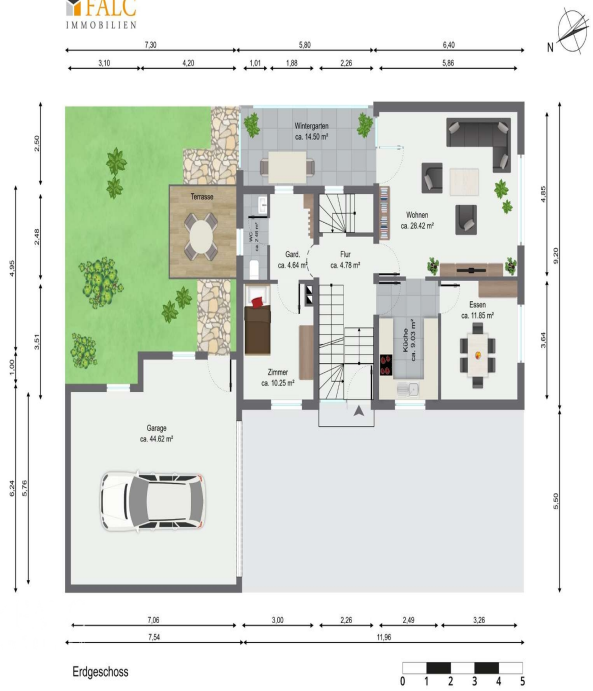 FALC
IMMOBILIEN
7,30 5,80 6,40
3,10 4,20 1,01 1,88 2,26 5,86
N
2,50
4,95
2,48
3,51
1,00
6,24
5,76
4,85
9,20
3,64
5,50
Wintergarten
ca. 14.50 m²
Terrasse
WC
ca. 2.48 m²
Gard.
ca. 4.64 m²
Flur
ca. 4.78 m²
Wohnen
ca. 28.42 m²
Essen
ca. 11.85 m²
Küche
ca. 9.03 m²
Zimmer
ca. 10.25 m²
Garage
ca. 44.62 m²
7,06 3,00 2,26 2,49 3,26
7,54 11,96
Erdgeschoss
0 1 2 3 4 5